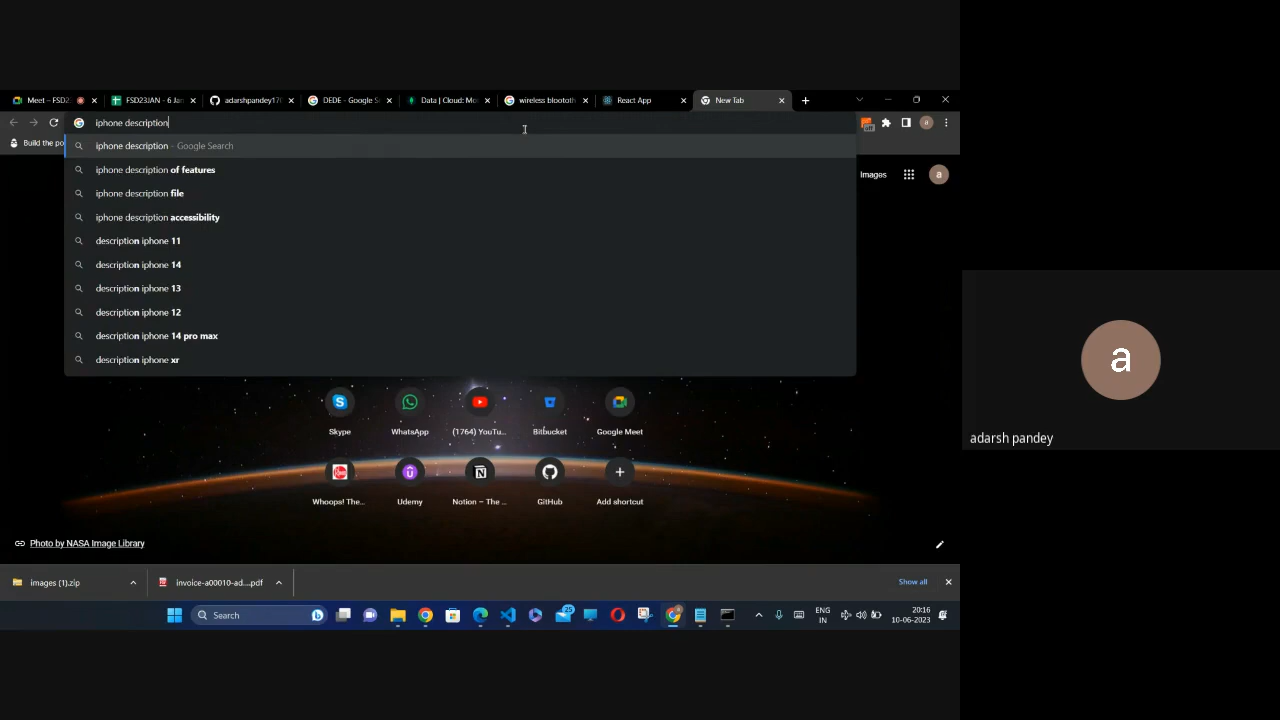 Meet – FSD2
FSD23JAN - 6 Jan
adarshpandey17
DEDE - Google S
Data | Cloud: Mo
wireless bloototh
React App
New Tab
iphone description
Build the po
iphone description - Google Search
iphone description of features
iphone description file
iphone description accessibility
description iphone 11
description iphone 14
description iphone 13
description iphone 12
description iphone 14 pro max
description iphone xr
Images
a
a
Skype
WhatsApp
(1764) YouTu...
Bitbucket
Google Meet
Whoops! The...
Udemy
Notion – The ...
GitHub
Add shortcut
Photo by NASA Image Library
images (1).zip
invoice-a00010-ad....pdf
Show all
Search
25
ENG
IN
20:16
10-06-2023
a
adarsh pandey